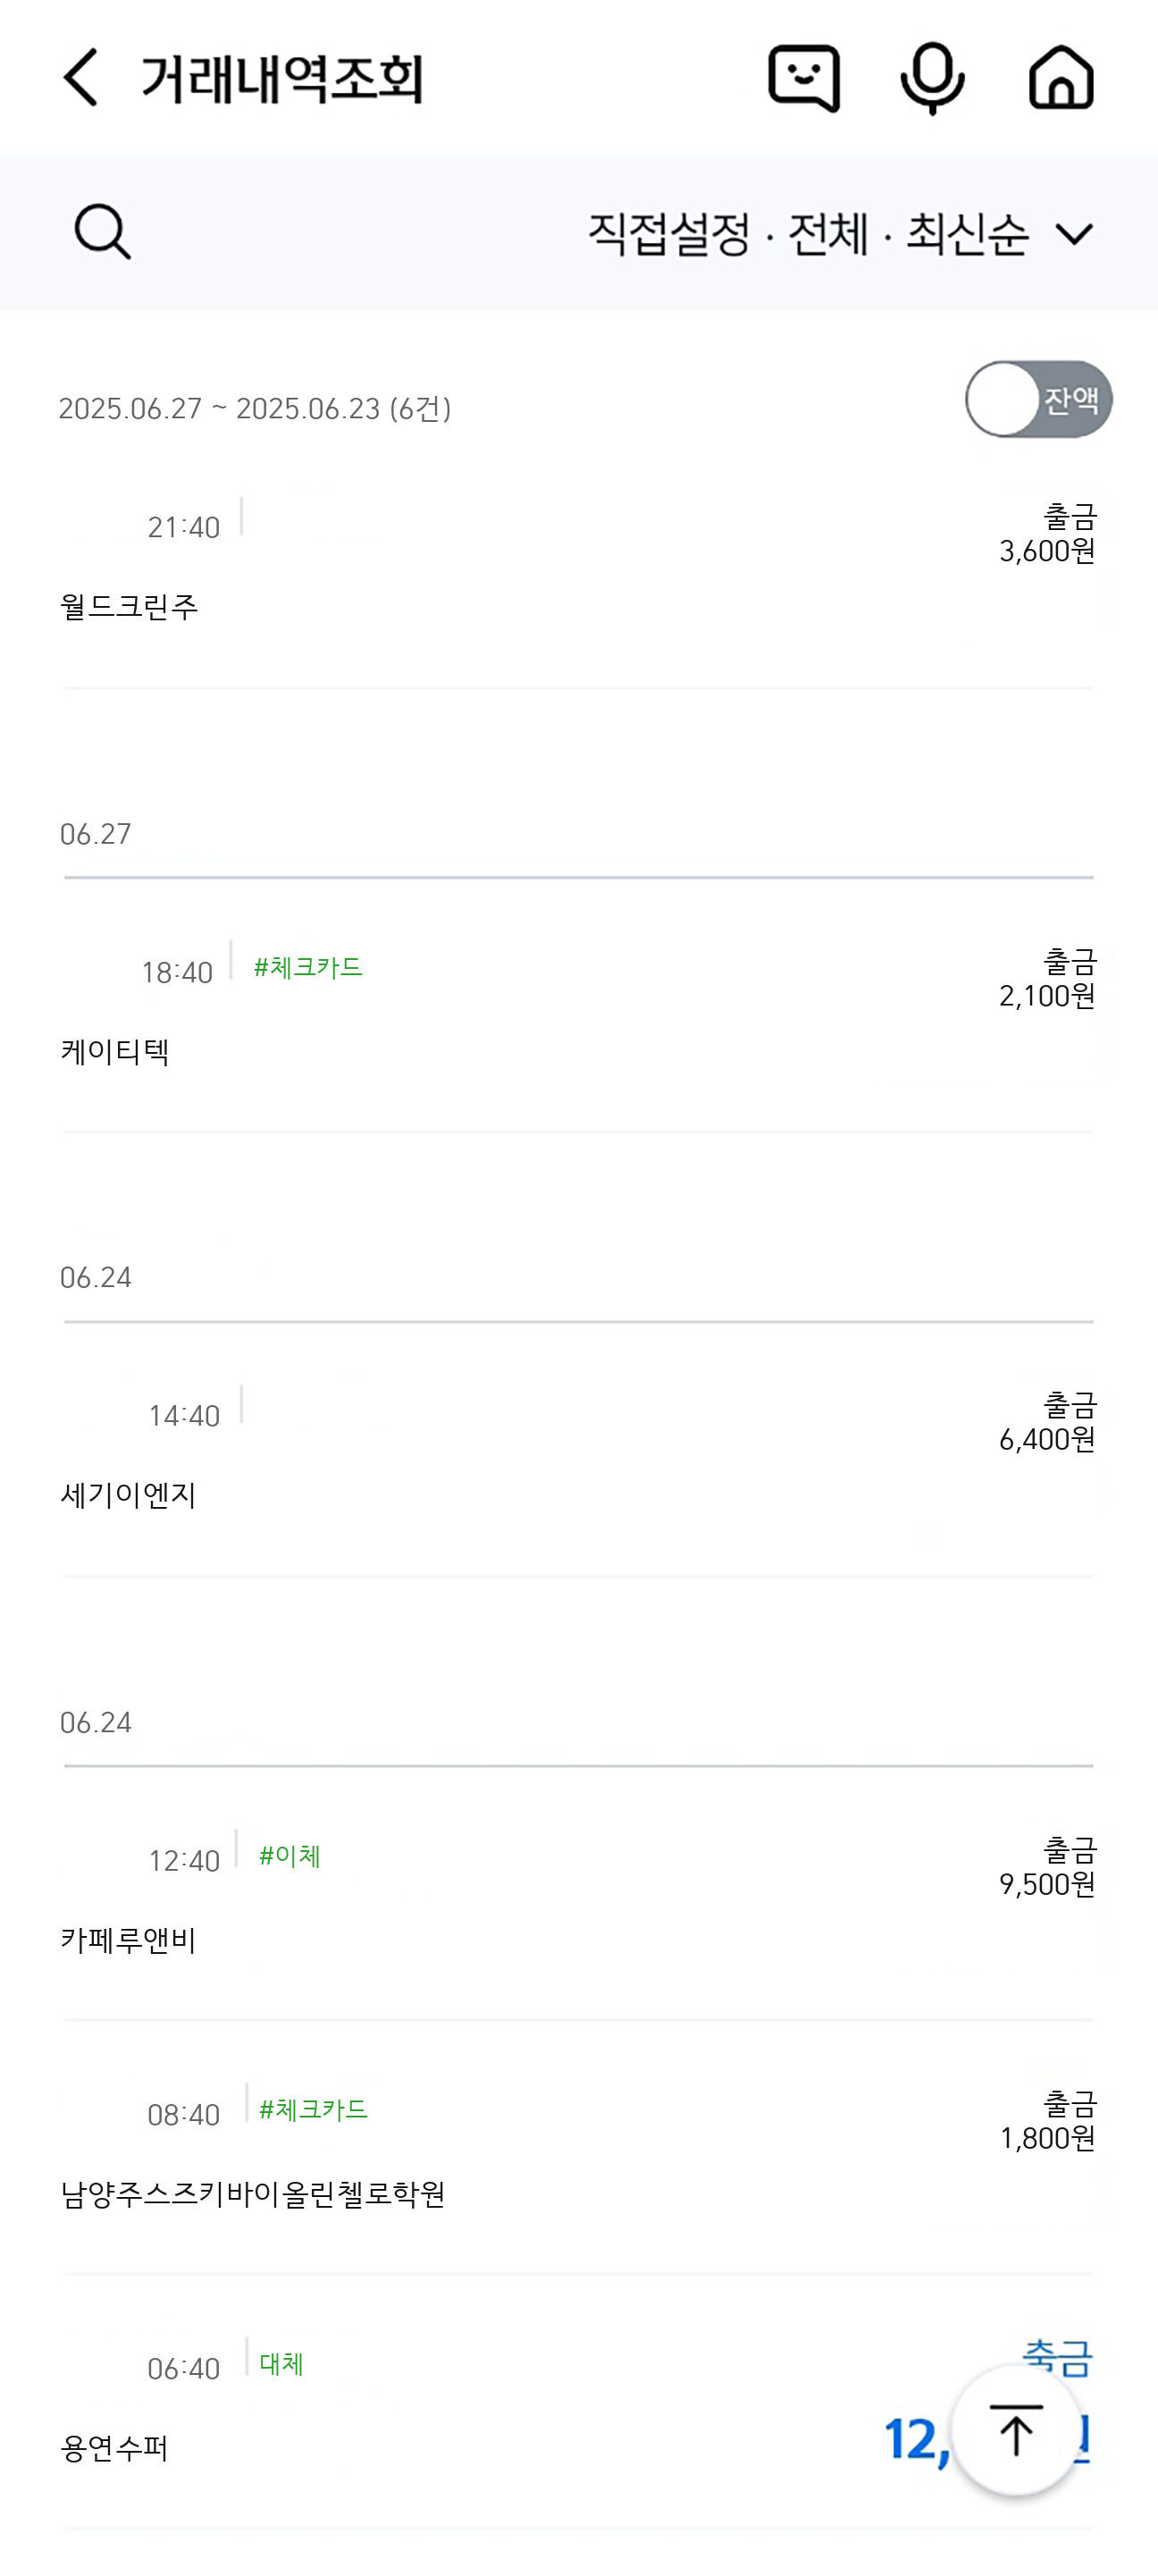 거래내역조회
직접설정 · 전체 · 최신순
2025.06.27 ~ 2025.06.23 (6건)
잔액
21:40
출금
3,600원
월드크린주
06.27
18:40
#체크카드
출금
2,100원
케이티텍
06.24
14:40
출금
6,400원
세기이엔지
06.24
12:40
#이체
출금
9,500원
카페루앤비
08:40
#체크카드
출금
1,800원
남양주스즈키바이올린첼로학원
06:40
대체
용연수퍼